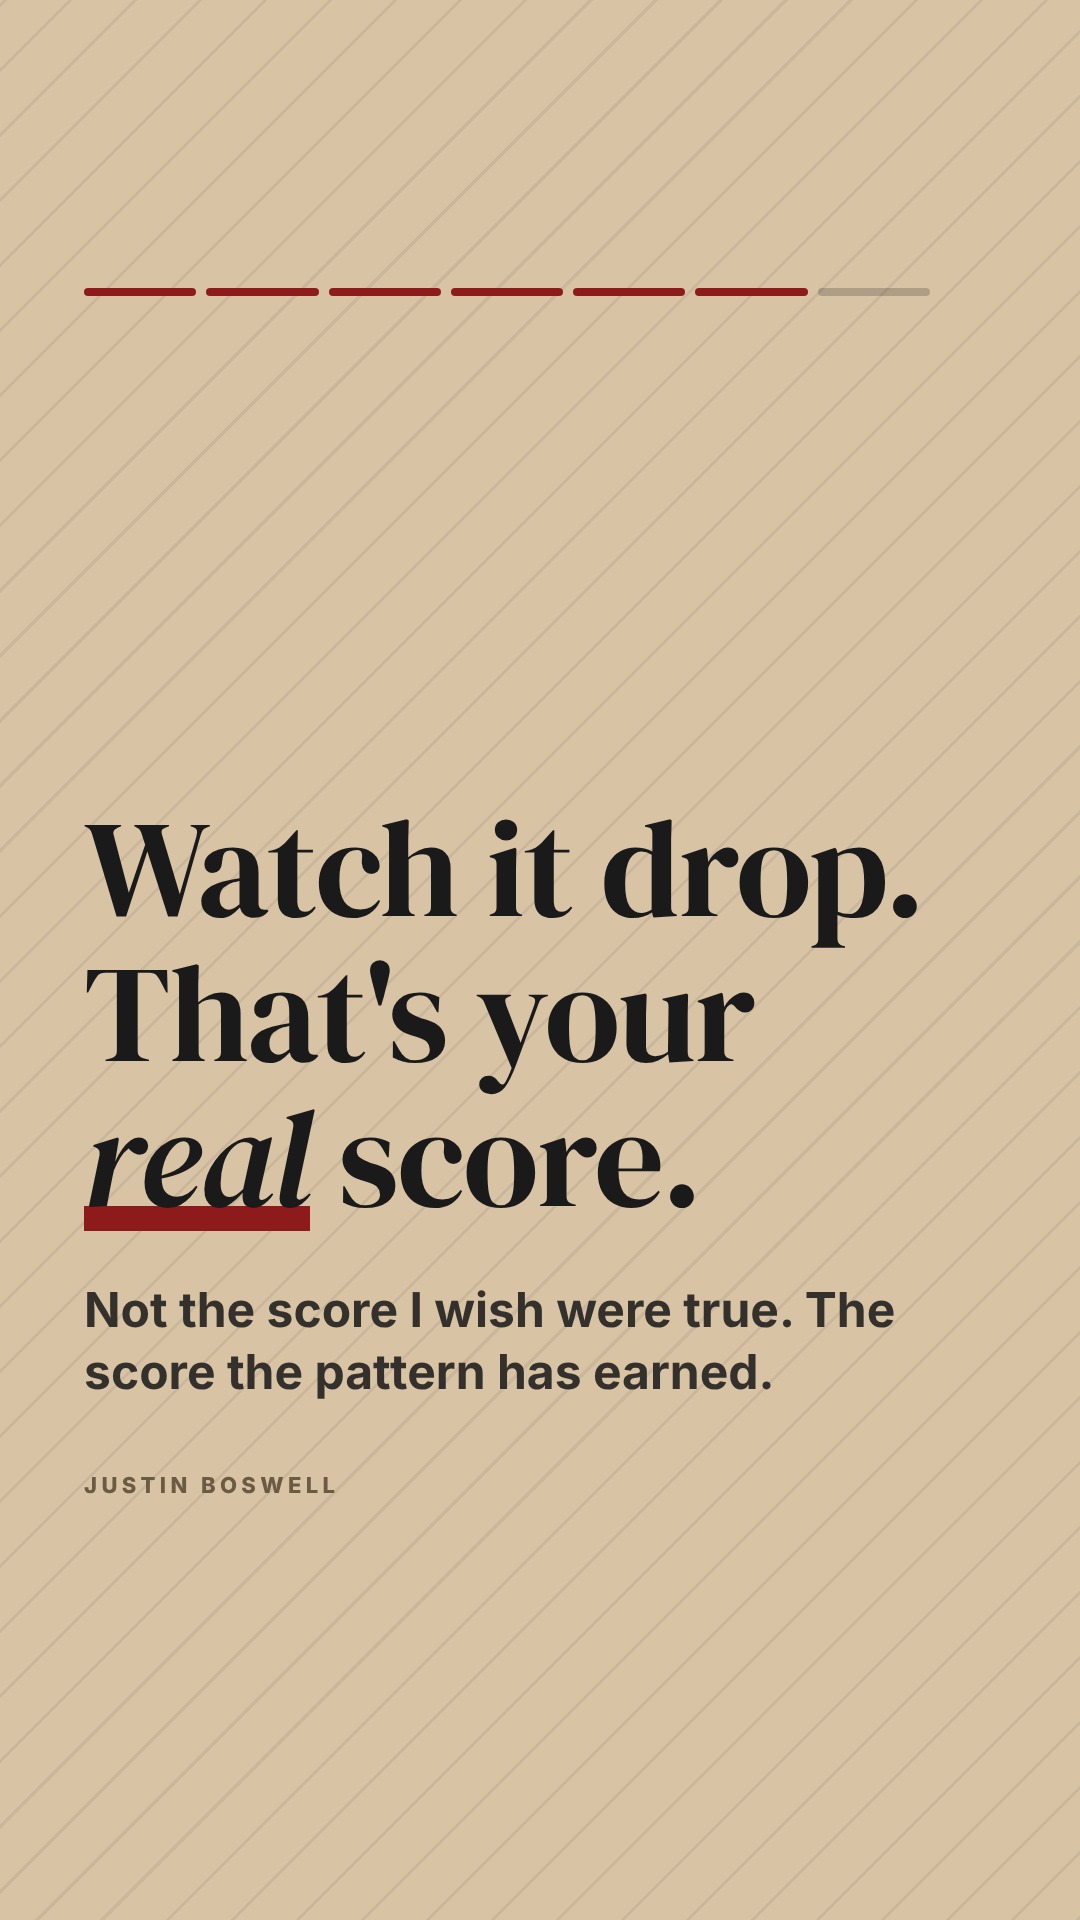 Watch it drop.
That's your
real score.
Not the score I wish were true. The
score the pattern has earned.
JUSTIN BOSWELL